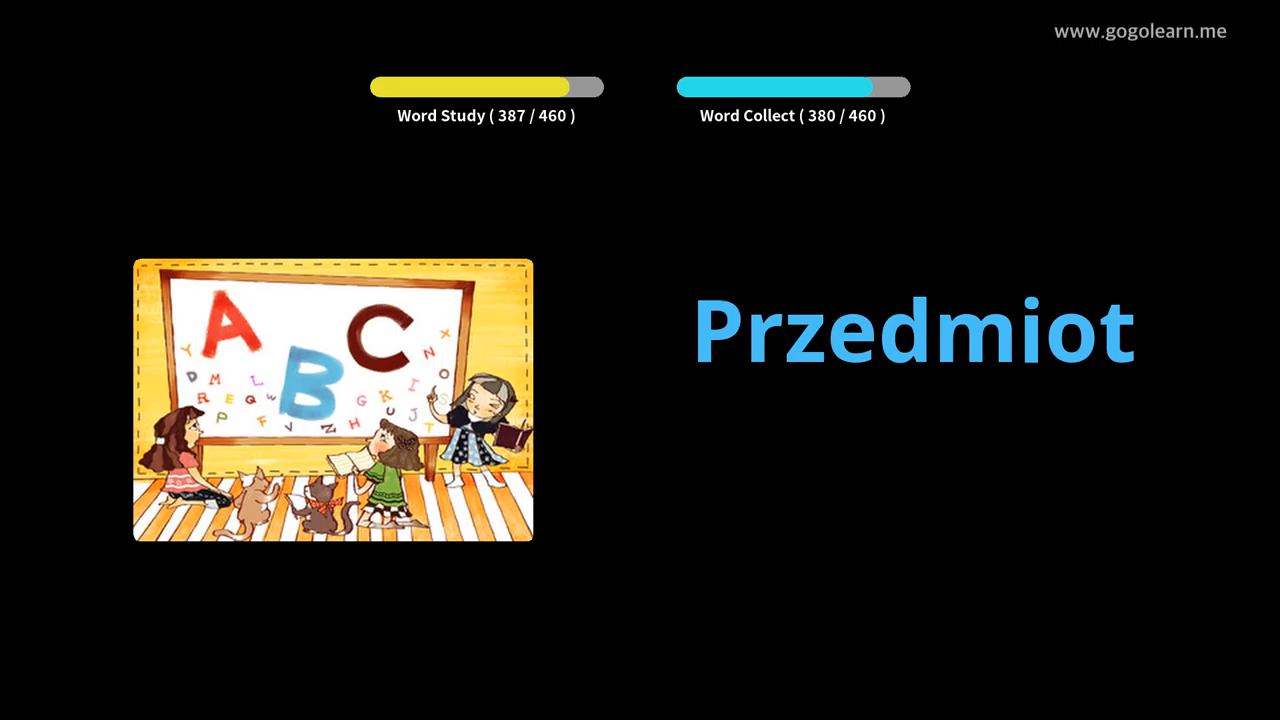 www.gogolearn.me
Word Study ( 387 / 460 )
Word Collect ( 380 / 460 )
Przedmiot
A
C
B
Y
X
N
D M L I O
R E Q W G K S
P F V Z H U J T